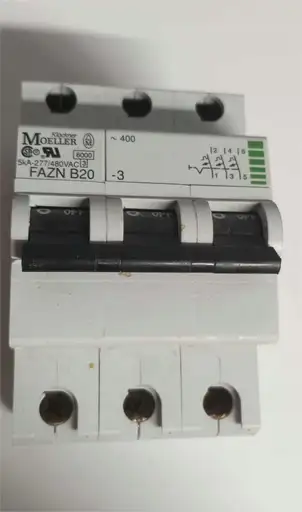 Klöckner
MOELLER
6000
5kA-277/480VAC 3
FAZN B20
~ 400
-3
2 4 6
1 3 5
OFF OFF OFF